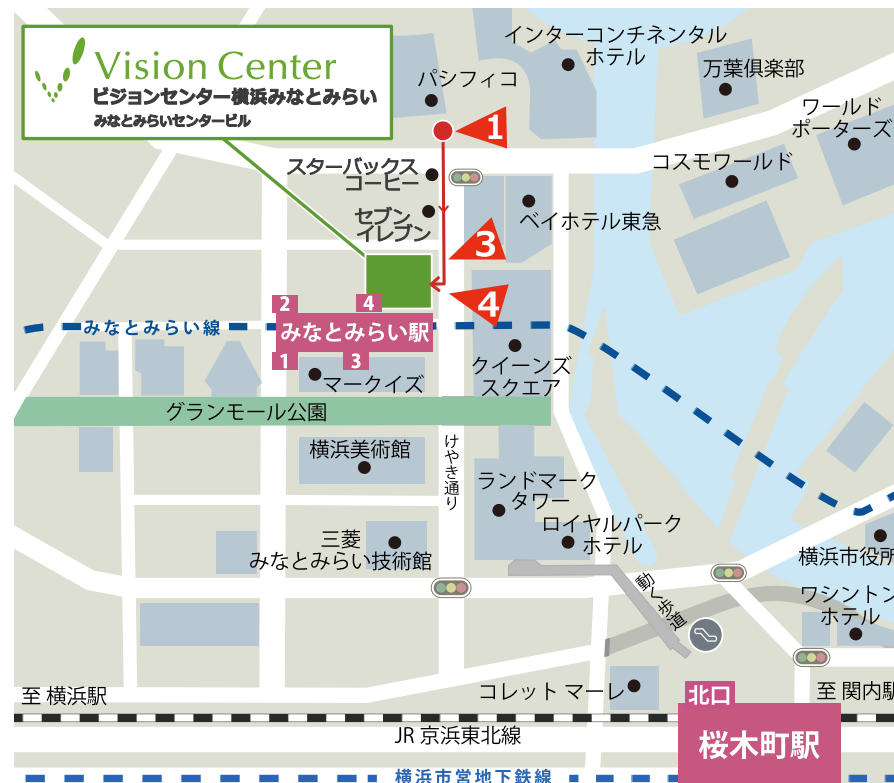 Vision Center
ビジョンセンター横浜みなとみらい
みなとみらいセンタービル
インターコンチネンタル
ホテル
パシフィコ
万葉倶楽部
ワールド
ポーターズ
1
コスモワールド
スターバックス
コーヒー
セブン
イレブン
ベイホテル東急
3
4
2
4
みなとみらい線
みなとみらい駅
1
3
マークイズ
クイーンズ
スクエア
グランモール公園
けやき通り
横浜美術館
ランドマーク
タワー
三菱
みなとみらい技術館
ロイヤルパーク
ホテル
横浜市役所
動く歩道
ワシントン
ホテル
至 横浜駅
コレット マーレ
北口
至 関内駅
JR 京浜東北線
桜木町駅
横浜市営地下鉄線